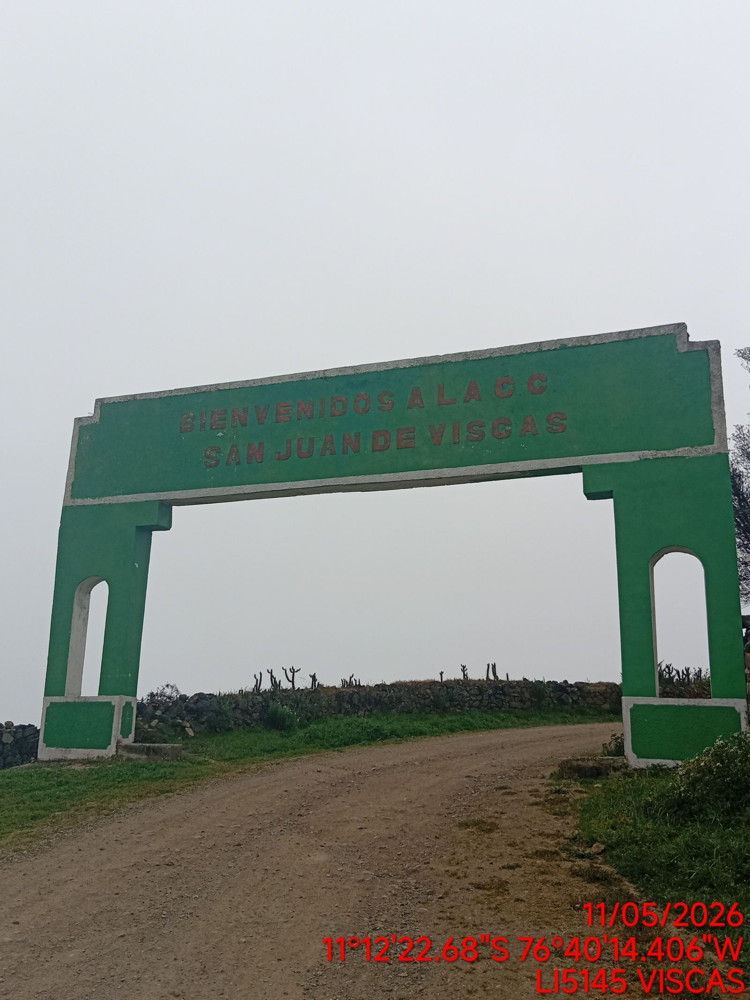 BIENVENIDOS A LA C C
SAN JUAN DE VISCAS
11/05/2026
11°12'22.68"S 76°40'14.406"W
LI5145 VISCAS